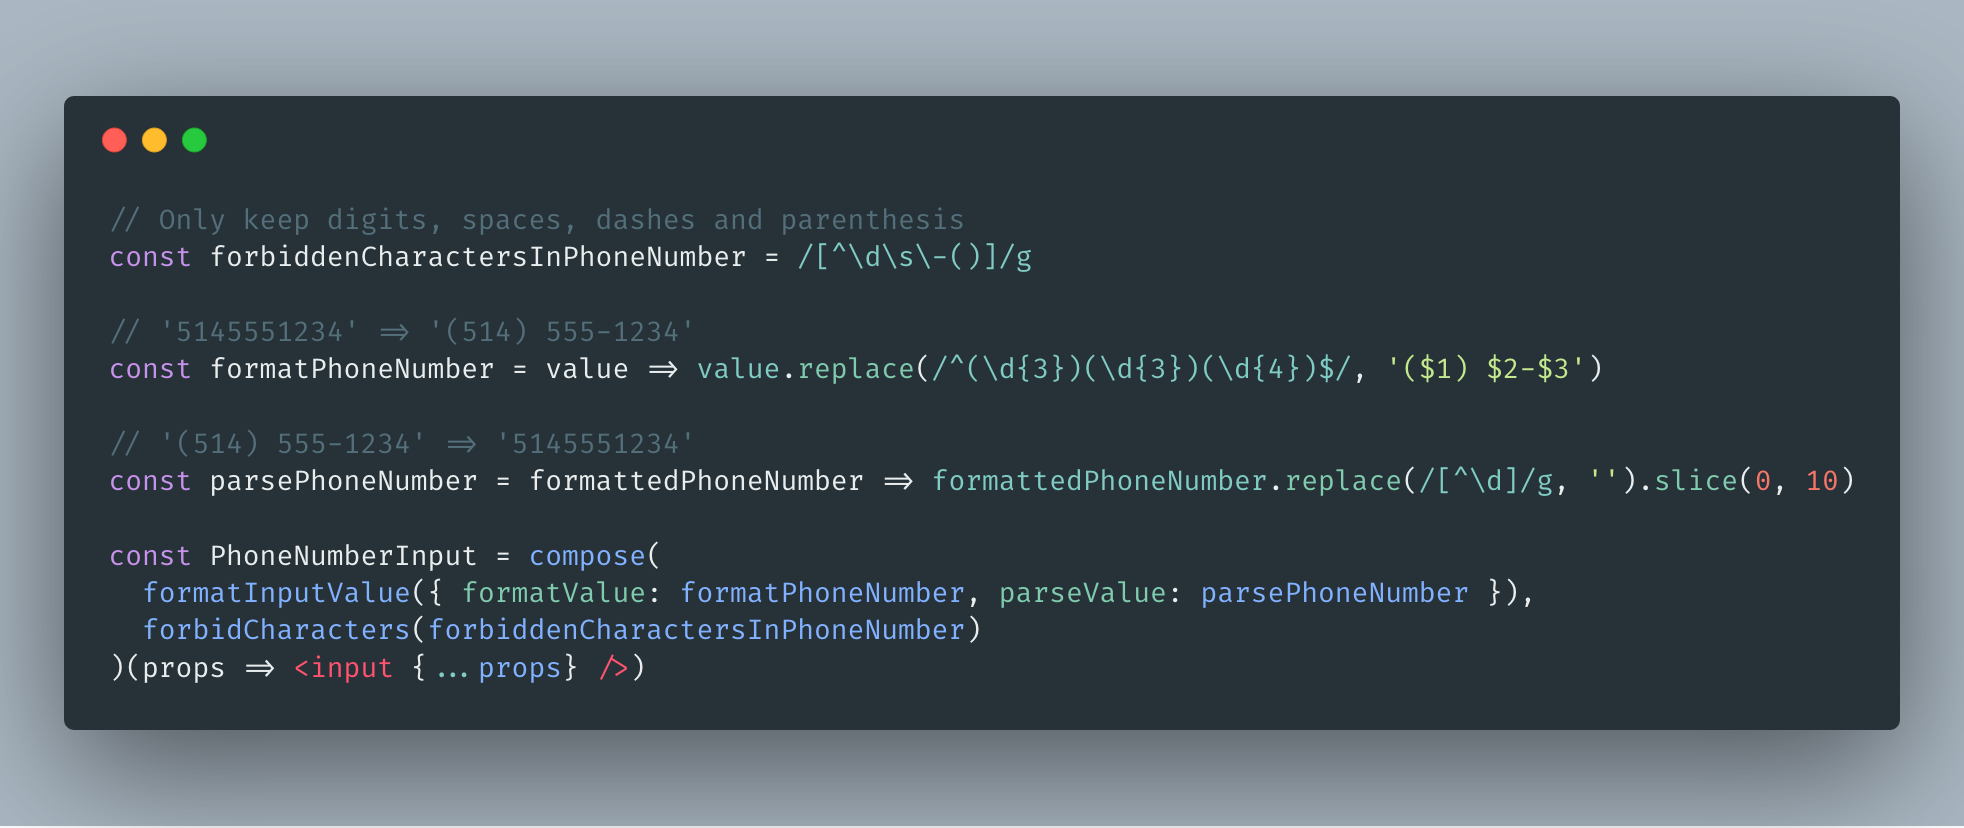 // Only keep digits, spaces, dashes and parenthesis
const forbiddenCharactersInPhoneNumber = /[^\d\s\-()]/g
// '5145551234' => '(514) 555-1234'
const formatPhoneNumber = value => value.replace(/^(\d{3})(\d{3})(\d{4})$/, '($1) $2-$3')
// '(514) 555-1234' => '5145551234'
const parsePhoneNumber = formattedPhoneNumber => formattedPhoneNumber.replace(/[^\d]/g, '').slice(0, 10)
const PhoneNumberInput = compose(
  formatInputValue({ formatValue: formatPhoneNumber, parseValue: parsePhoneNumber }),
  forbidCharacters(forbiddenCharactersInPhoneNumber)
)(props => <input {...props} />)